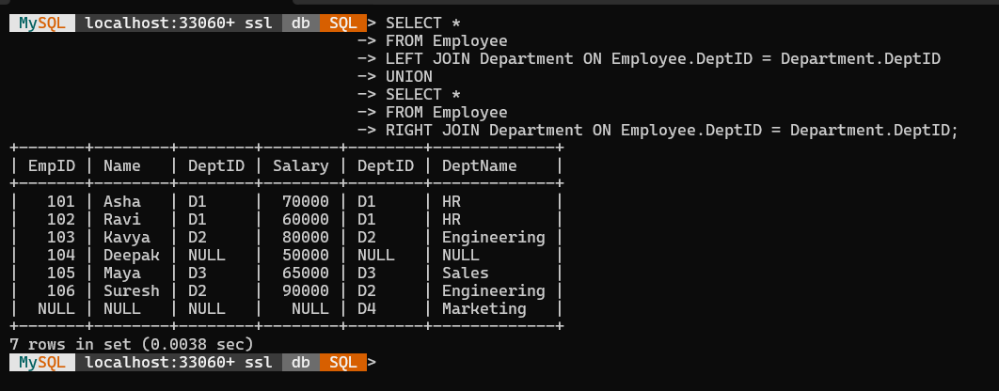 MySQL localhost:33060+ ssl db SQL > SELECT *
-> FROM Employee
-> LEFT JOIN Department ON Employee.DeptID = Department.DeptID
-> UNION
-> SELECT *
-> FROM Employee
-> RIGHT JOIN Department ON Employee.DeptID = Department.DeptID;
+-------+--------+--------+--------+--------+-------------+
| EmpID | Name   | DeptID | Salary | DeptID | DeptName    |
+-------+--------+--------+--------+--------+-------------+
|   101 | Asha   | D1     |  70000 | D1     | HR          |
|   102 | Ravi   | D1     |  60000 | D1     | HR          |
|   103 | Kavya  | D2     |  80000 | D2     | Engineering |
|   104 | Deepak | NULL   |  50000 | NULL   | NULL        |
|   105 | Maya   | D3     |  65000 | D3     | Sales       |
|   106 | Suresh | D2     |  90000 | D2     | Engineering |
|  NULL | NULL   | NULL   |   NULL | D4     | Marketing   |
+-------+--------+--------+--------+--------+-------------+
7 rows in set (0.0038 sec)
MySQL localhost:33060+ ssl db SQL >